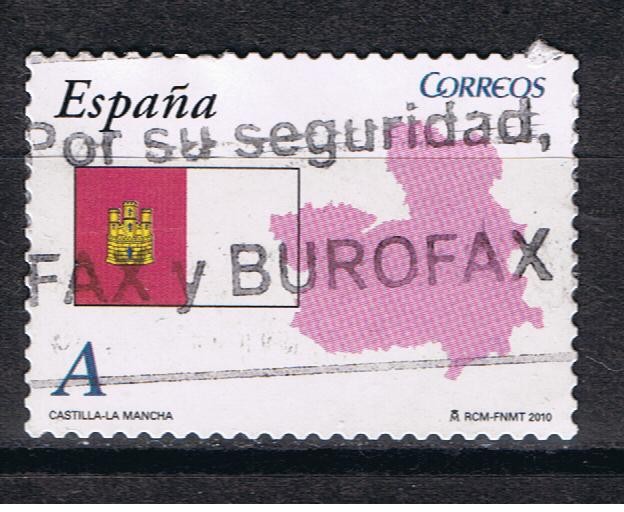 España
CORREOS
Por su seguridad,
FAX y BUROFAX
A
CASTILLA-LA MANCHA
RCM-FNMT 2010